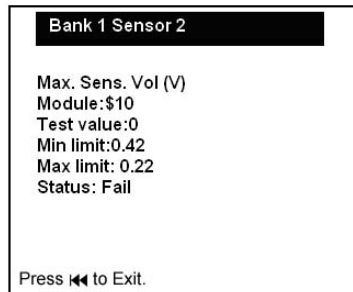 Bank 1 Sensor 2
Max. Sens. Vol (V)
Module:$10
Test value:0
Min limit:0.42
Max limit: 0.22
Status: Fail
Press ⏮ to Exit.